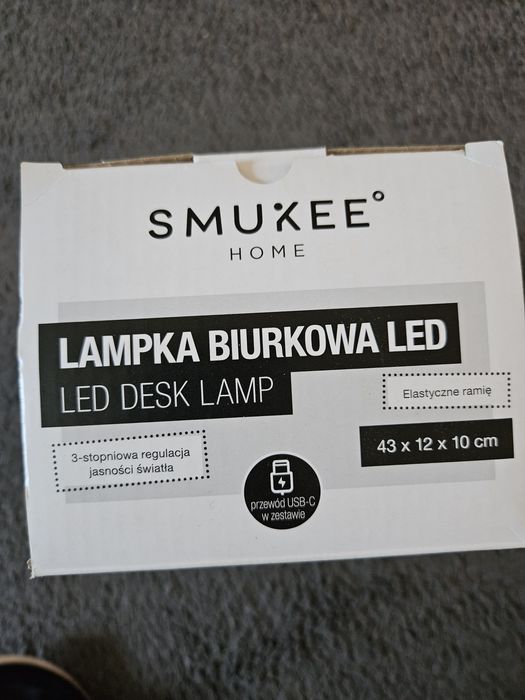 SMUKEE°
HOME
LAMPKA BIURKOWA LED
LED DESK LAMP
Elastyczne ramię
3-stopniowa regulacja
jasności światła
43 x 12 x 10 cm
przewód USB-C
w zestawie